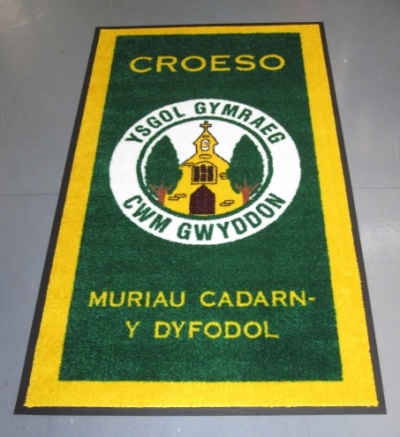 CROESO
YSGOL GYMRAEG
CWM GWYDDON
MURIAU CADARN-
Y DYFODOL